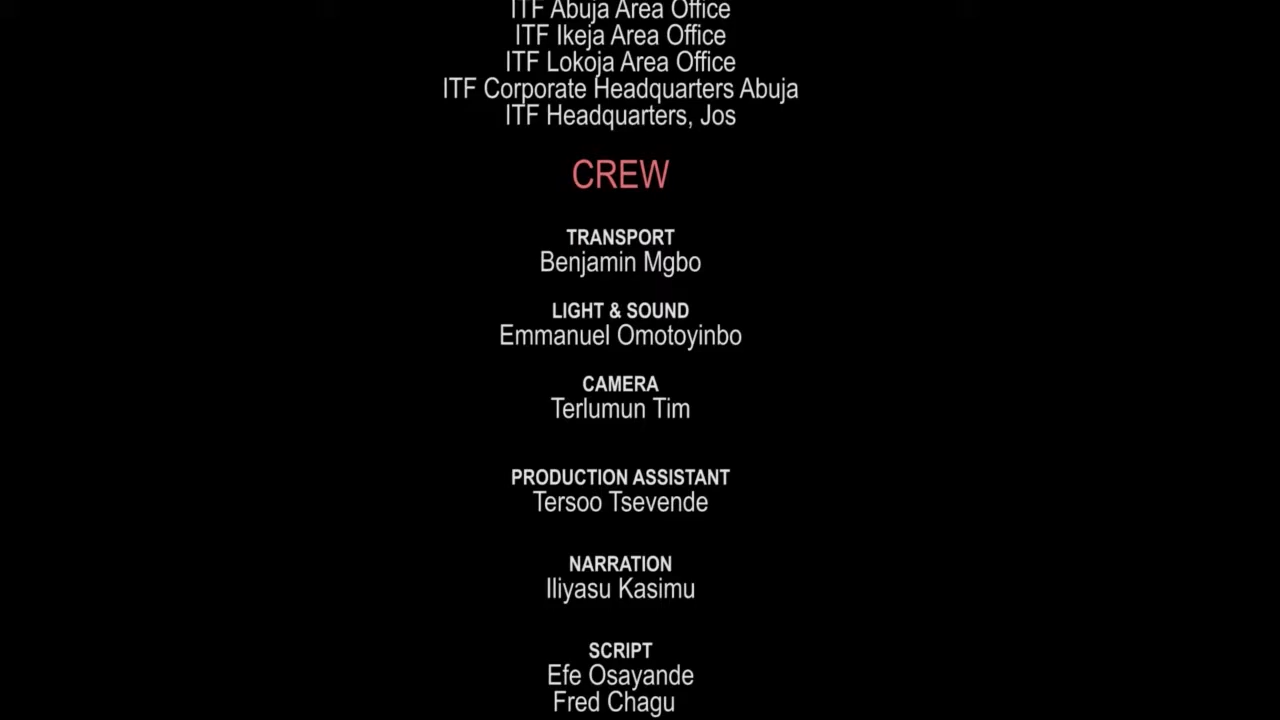 ITF Abuja Area Office
ITF Ikeja Area Office
ITF Lokoja Area Office
ITF Corporate Headquarters Abuja
ITF Headquarters, Jos
CREW
TRANSPORT
Benjamin Mgbo
LIGHT & SOUND
Emmanuel Omotoyinbo
CAMERA
Terlumun Tim
PRODUCTION ASSISTANT
Tersoo Tsevende
NARRATION
Iliyasu Kasimu
SCRIPT
Efe Osayande
Fred Chagu